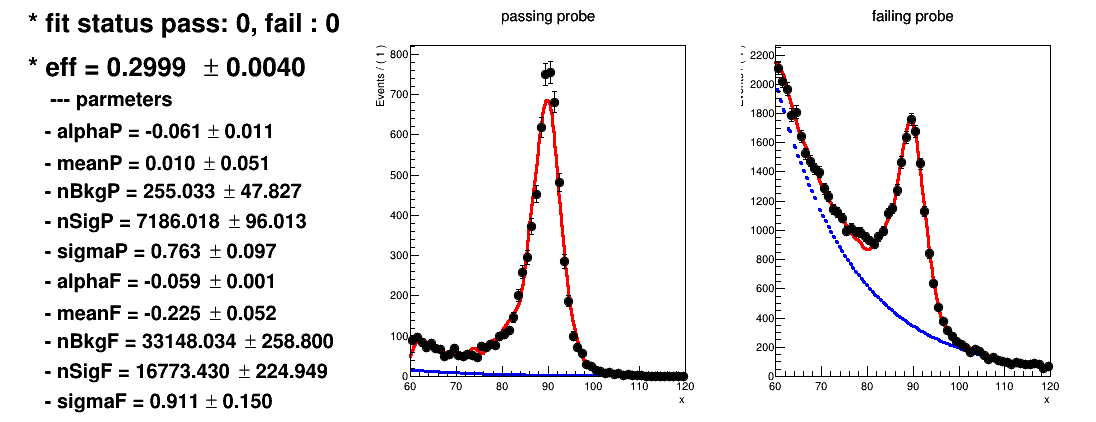 * fit status pass: 0, fail : 0
* eff = 0.2999 ± 0.0040
--- parmeters
- alphaP = -0.061 ± 0.011
- meanP = 0.010 ± 0.051
- nBkgP = 255.033 ± 47.827
- nSigP = 7186.018 ± 96.013
- sigmaP = 0.763 ± 0.097
- alphaF = -0.059 ± 0.001
- meanF = -0.225 ± 0.052
- nBkgF = 33148.034 ± 258.800
- nSigF = 16773.430 ± 224.949
- sigmaF = 0.911 ± 0.150
passing probe
Events / ( 1 )
800
700
600
500
400
300
200
100
0
60 70 80 90 100 110 120
x
failing probe
2200
2000
1800
1600
1400
1200
1000
800
600
400
200
0
60 70 80 90 100 110 120
x